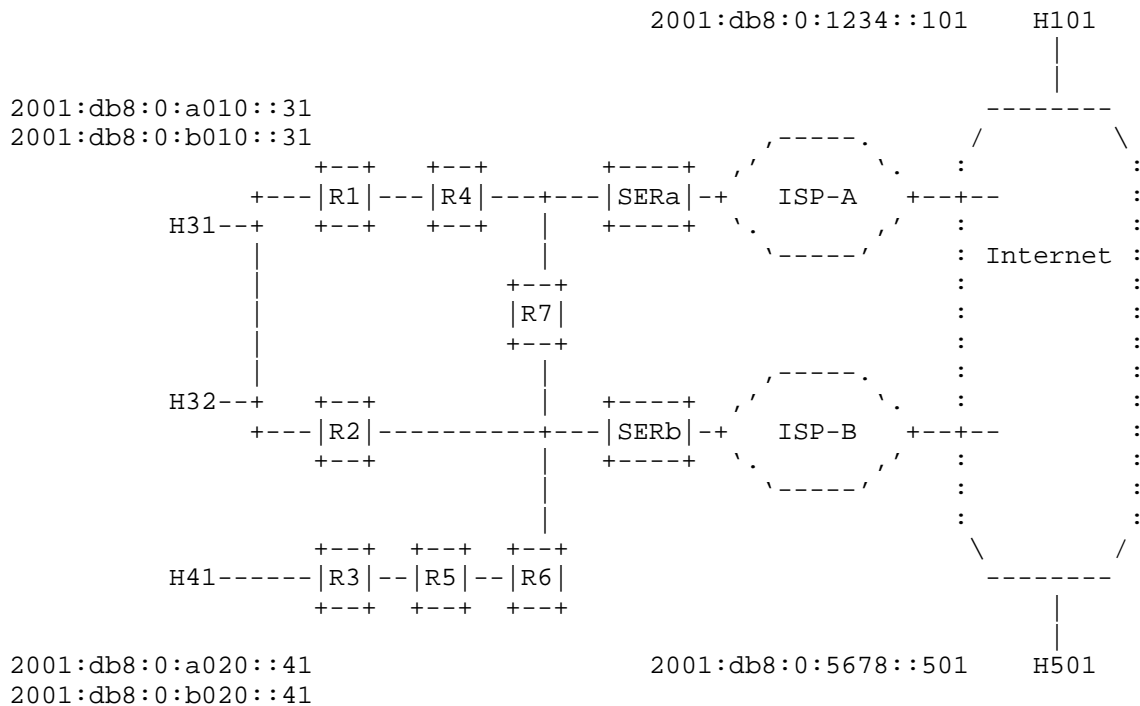 2001:db8:0:1234::101 H101
2001:db8:0:a010::31
2001:db8:0:b010::31
R1 R4 SERa ISP-A
H31
Internet
R7
H32
R2 SERb ISP-B
H41 R3 R5 R6
2001:db8:0:a020::41 2001:db8:0:5678::501 H501
2001:db8:0:b020::41